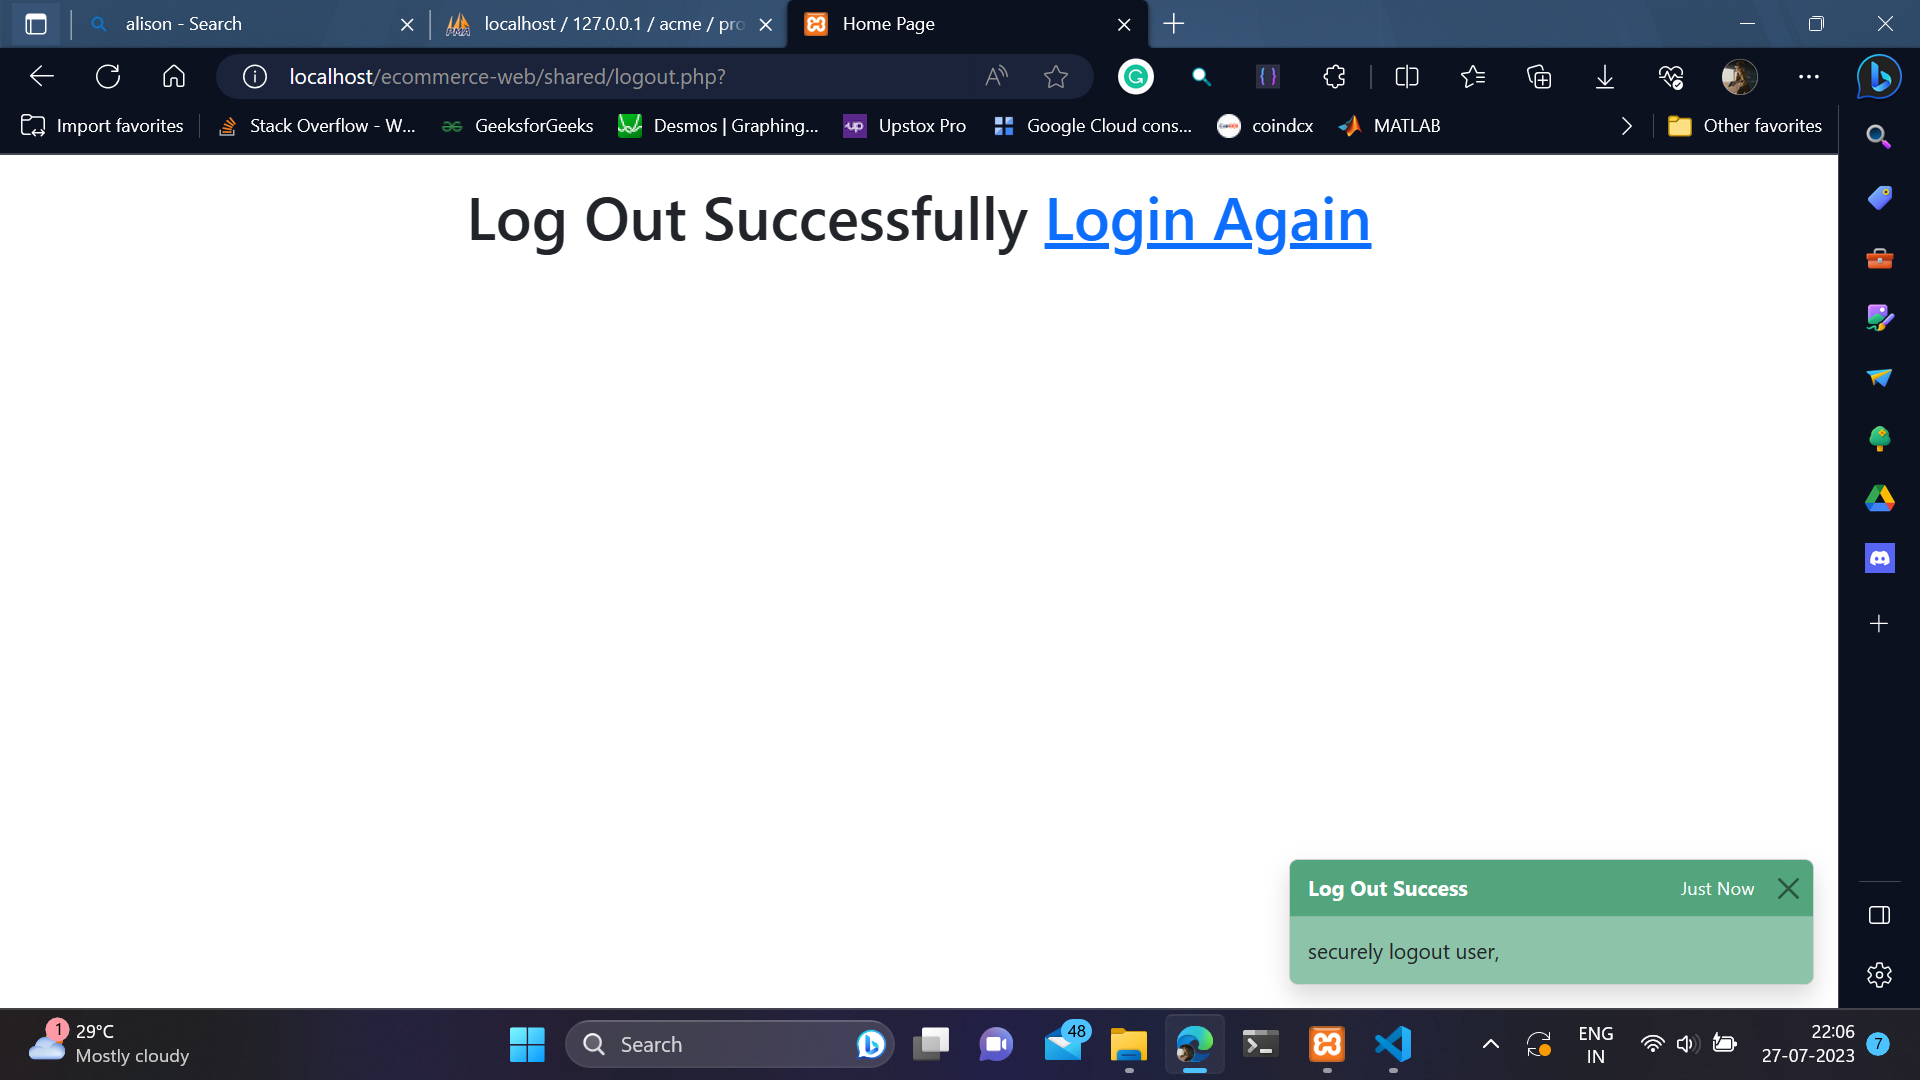 alison - Search
localhost / 127.0.0.1 / acme / pro
Home Page
localhost/ecommerce-web/shared/logout.php?
Import favorites
Stack Overflow - W...
GeeksforGeeks
Desmos | Graphing...
Upstox Pro
Google Cloud cons...
coindcx
MATLAB
Other favorites
Log Out Successfully Login Again
Log Out Success
Just Now
securely logout user,
1
29°C
Mostly cloudy
Search
48
ENG
IN
22:06
27-07-2023
7